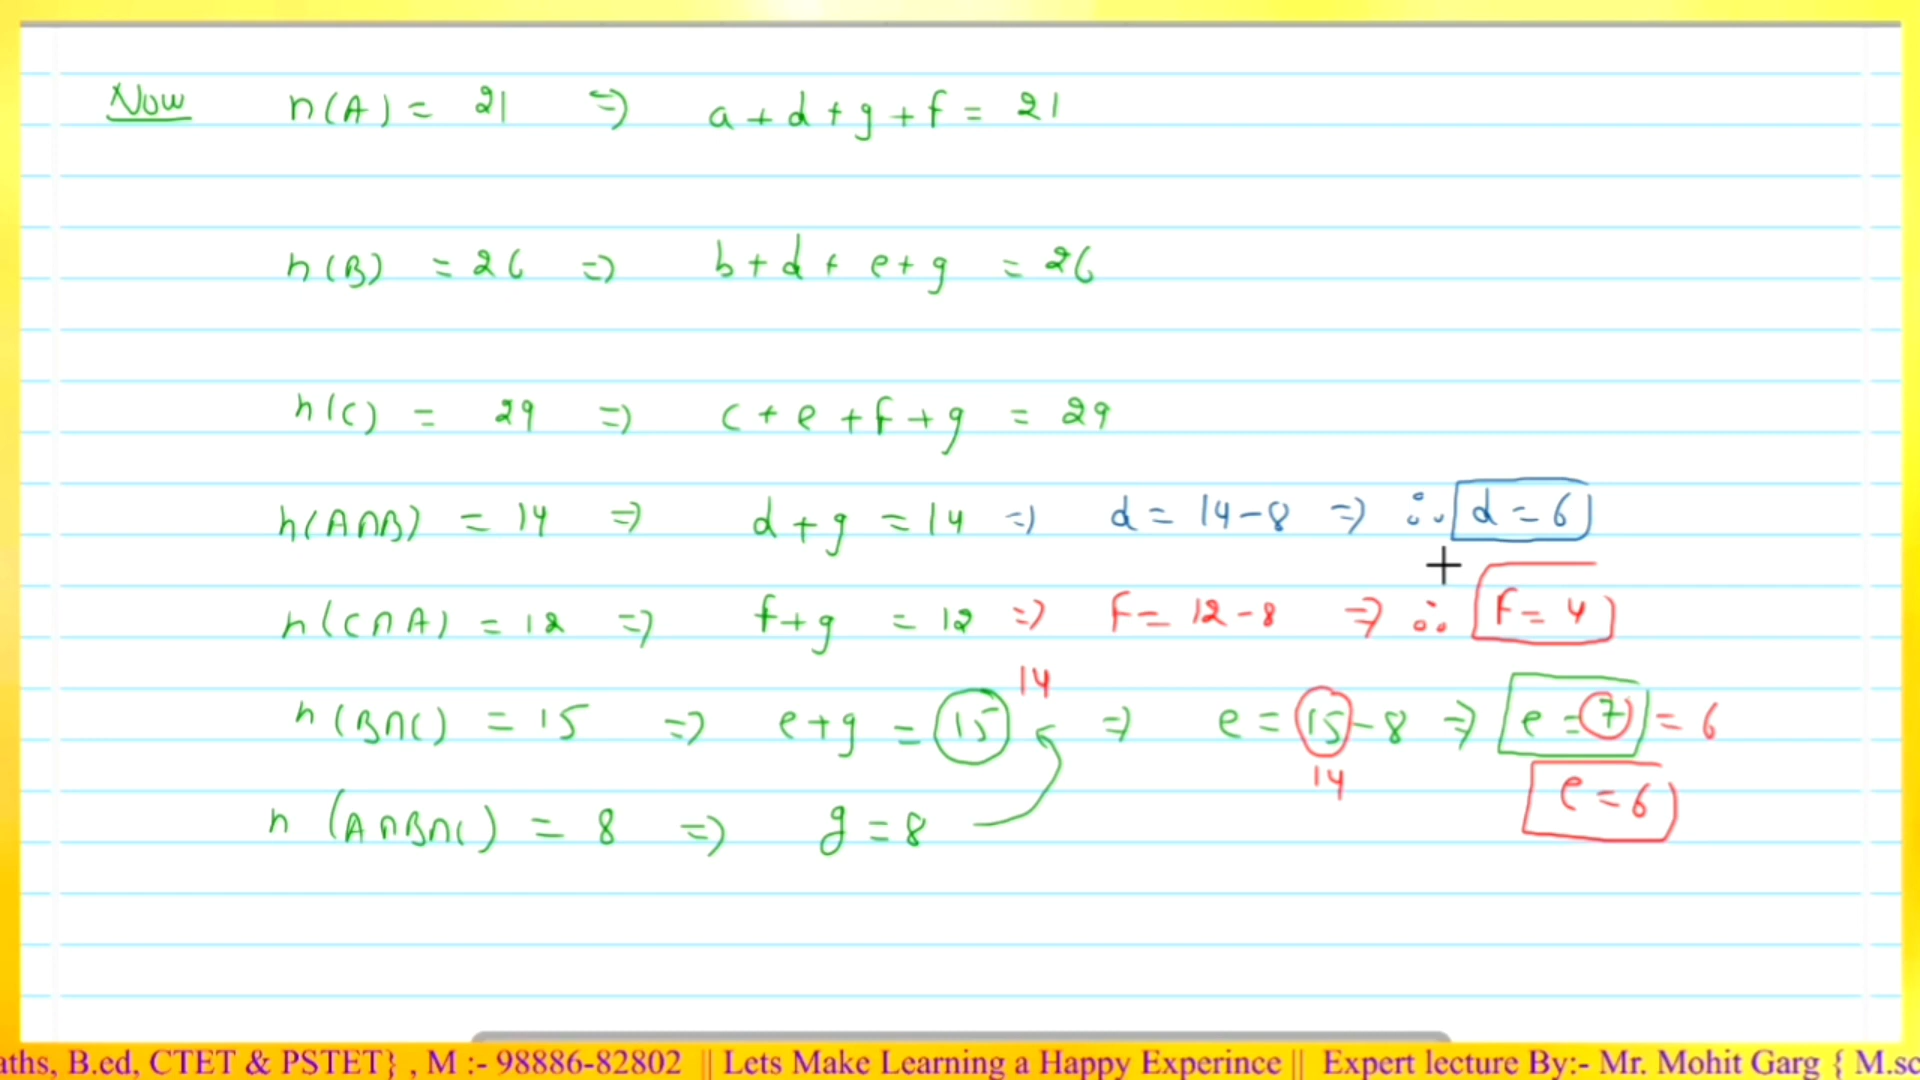 Now n(A) = 21 => a + d + g + f = 21
n(B) = 26 => b + d + e + g = 26
n(C) = 29 => c + e + f + g = 29
n(A∩B) = 14 => d + g = 14 => d = 14 - 8 => ∴ d = 6
n(C∩A) = 12 => f + g = 12 => f = 12 - 8 => ∴ f = 4
14
n(B∩C) = 15 => e + g = 15 => e = 15 - 8 => e = 7 = 6
14 e = 6
n(A∩B∩C) = 8 => g = 8
aths, B.ed, CTET & PSTET} , M :- 98886-82802 || Lets Make Learning a Happy Experince || Expert lecture By:- Mr. Mohit Garg { M.sc